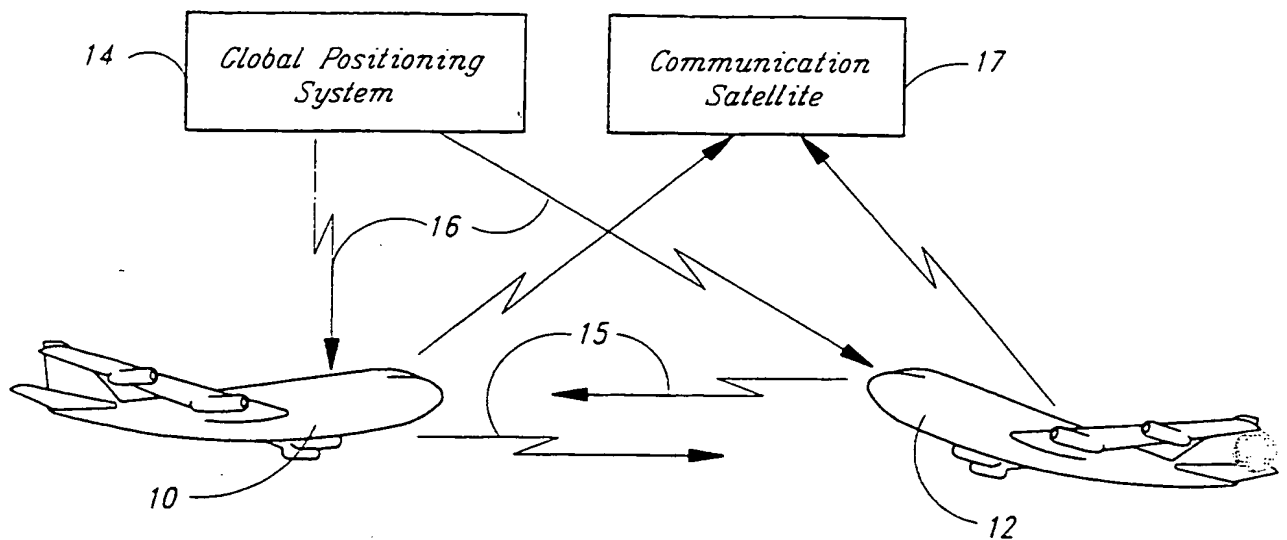 14
Global Positioning
System
Communication
Satellite
17
16
15
10
12